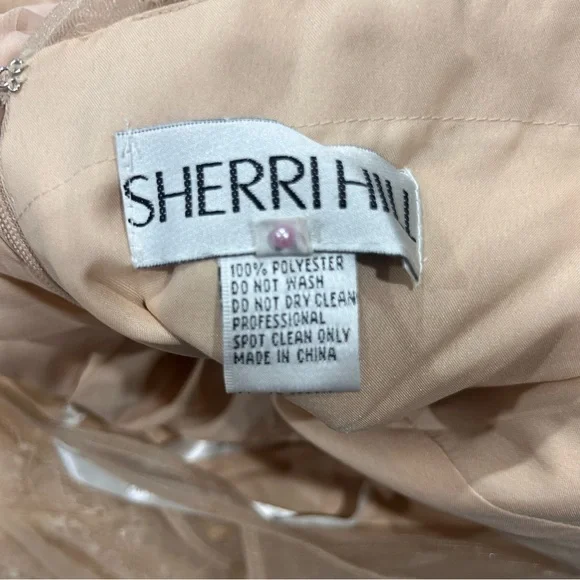 SHERRI HILL
100% POLYESTER
DO NOT WASH
DO NOT DRY CLEAN
PROFESSIONAL
SPOT CLEAN ONLY
MADE IN CHINA